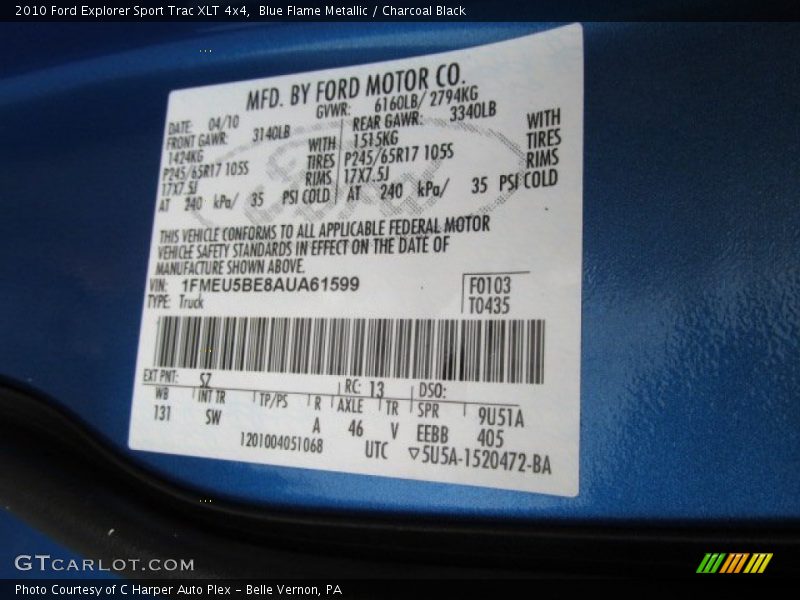 2010 Ford Explorer Sport Trac XLT 4x4,  Blue Flame Metallic / Charcoal Black
MFD. BY FORD MOTOR CO.
DATE: 04/10 GVWR: 6160LB/ 2794KG
FRONT GAWR: 3140LB REAR GAWR: 3340LB
1424KG WITH 1515KG WITH
P245/65R17 105S TIRES P245/65R17 105S TIRES
17X7.5J RIMS 17X7.5J RIMS
AT 240 kPa/ 35 PSI COLD AT 240 kPa/ 35 PSI COLD
THIS VEHICLE CONFORMS TO ALL APPLICABLE FEDERAL MOTOR
VEHICLE SAFETY STANDARDS IN EFFECT ON THE DATE OF
MANUFACTURE SHOWN ABOVE.
VIN: 1FMEU5BE8AUA61599 F0103
TYPE: Truck T0435
EXT PNT: SZ RC: 13 DSO:
WB INT TR TP/PS R AXLE TR SPR 9U51A
131 SW A 46 V EEBB 405
1201004051068 UTC ▽5U5A-1520472-BA
GTCARLOT.COM
Photo Courtesy of C Harper Auto Plex - Belle Vernon, PA